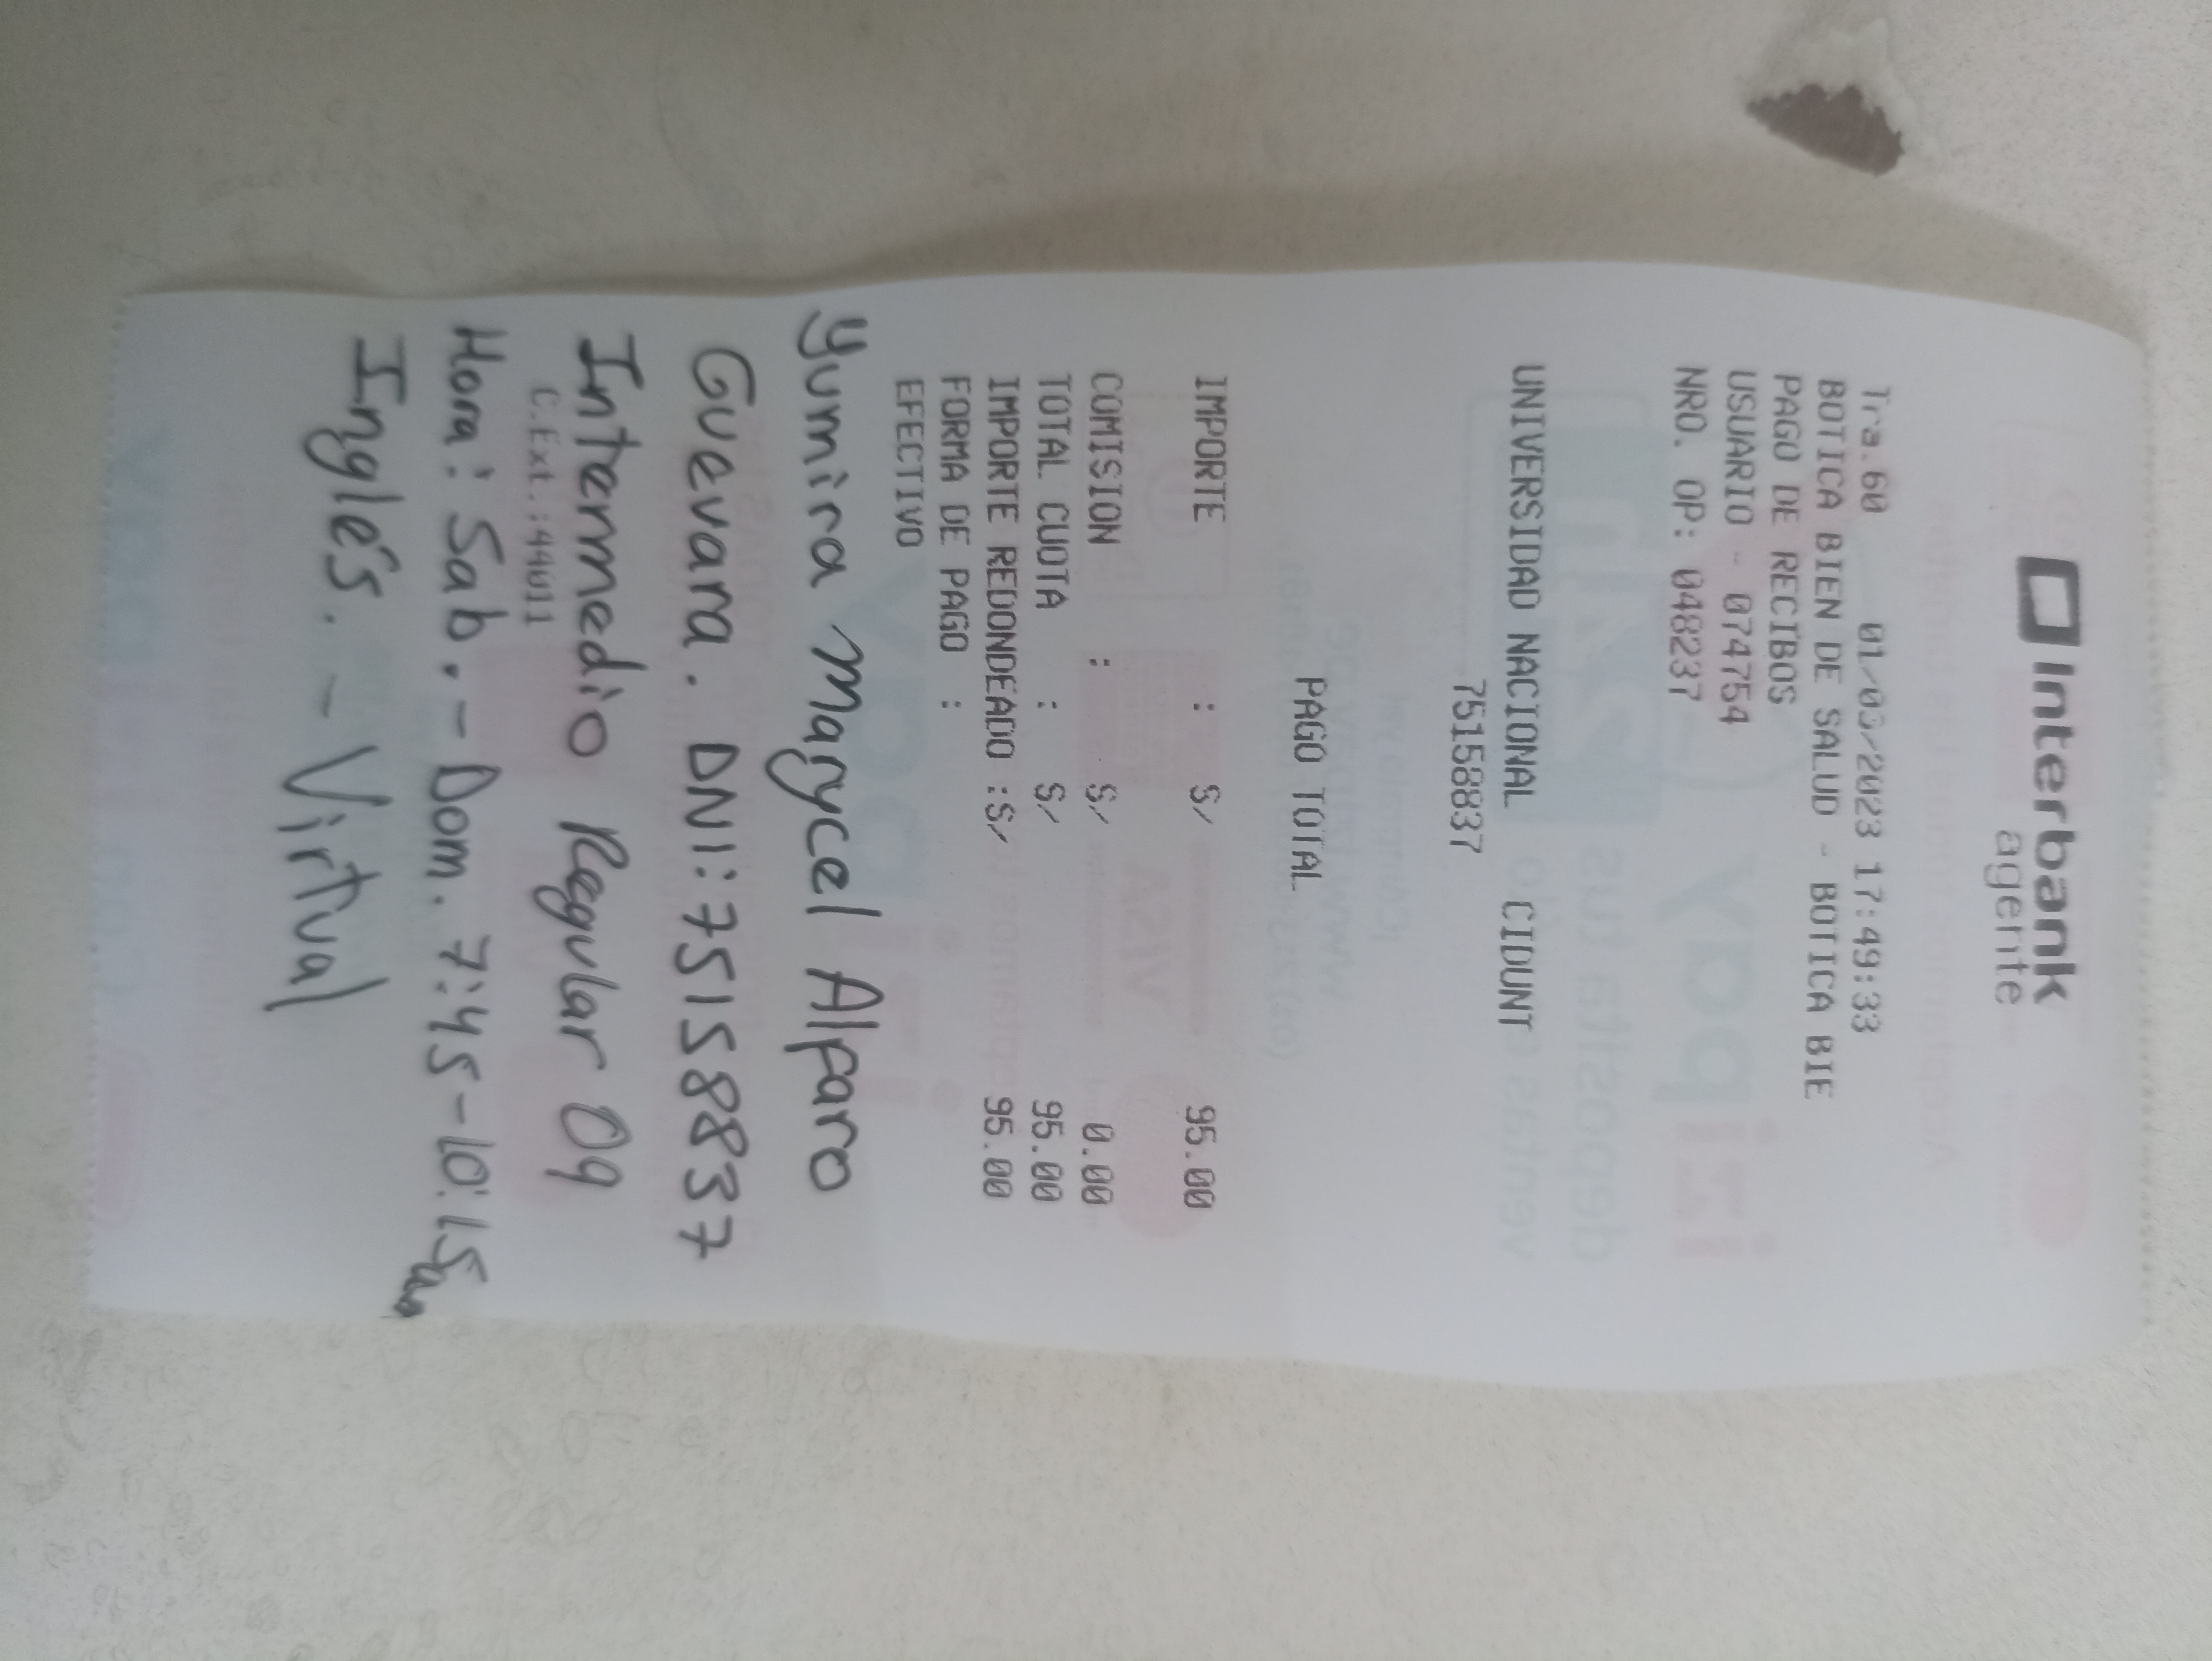 Interbank
agente
Tra.60 01/03/2023 17:49:33
BOTICA BIEN DE SALUD - BOTICA BIE
PAGO DE RECIBOS
USUARIO - 074754
NRO. OP: 048237
UNIVERSIDAD NACIONAL CIDUNT
75158837
PAGO TOTAL
IMPORTE : S/ 95.00
COMISION : S/ 0.00
TOTAL CUOTA : S/ 95.00
IMPORTE REDONDEADO :S/ 95.00
FORMA DE PAGO :
EFECTIVO
Yumira Marycel Alparo
Guevara. DNI: 75158837
Intermedio Regular 09
C.Ext.:44011
Hora: Sab. - Dom. 7:45-10:15am
Inglés. - Virtual